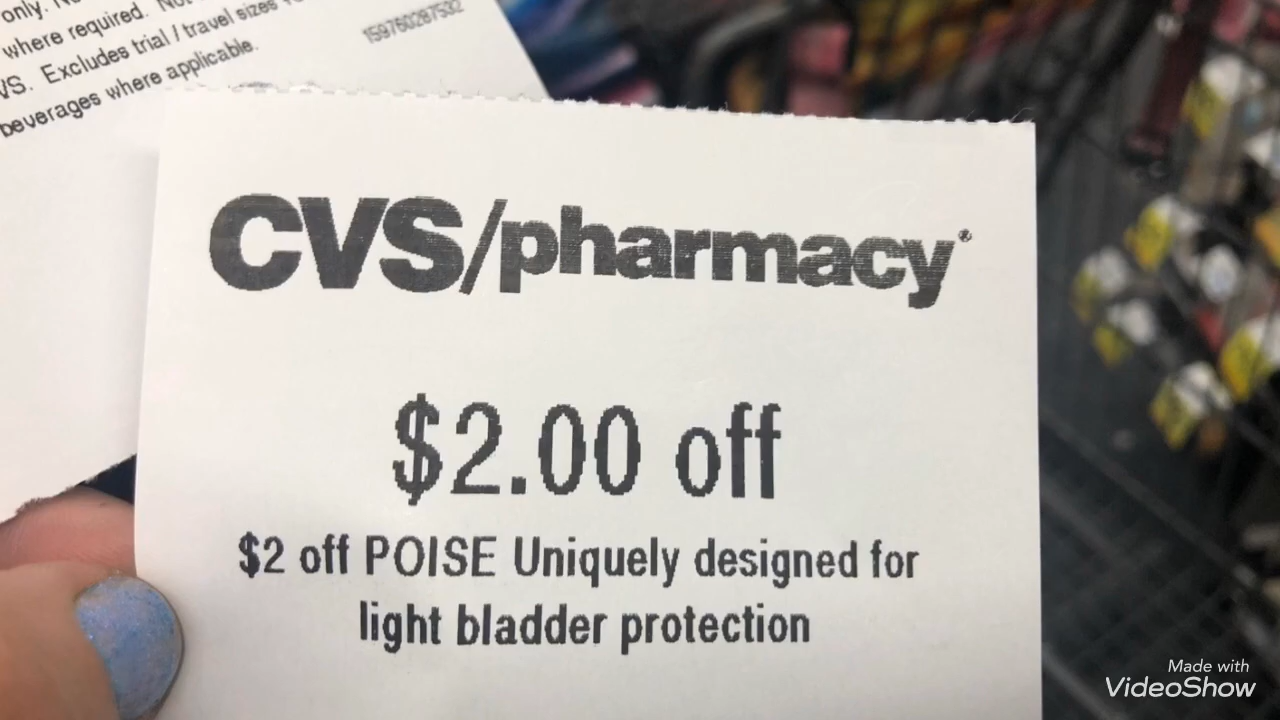 only.
where required.
VS. Excludes trial / travel sizes
beverages where applicable.
159760287532
CVS/pharmacy®
$2.00 off
$2 off POISE Uniquely designed for
light bladder protection
Made with
VideoShow